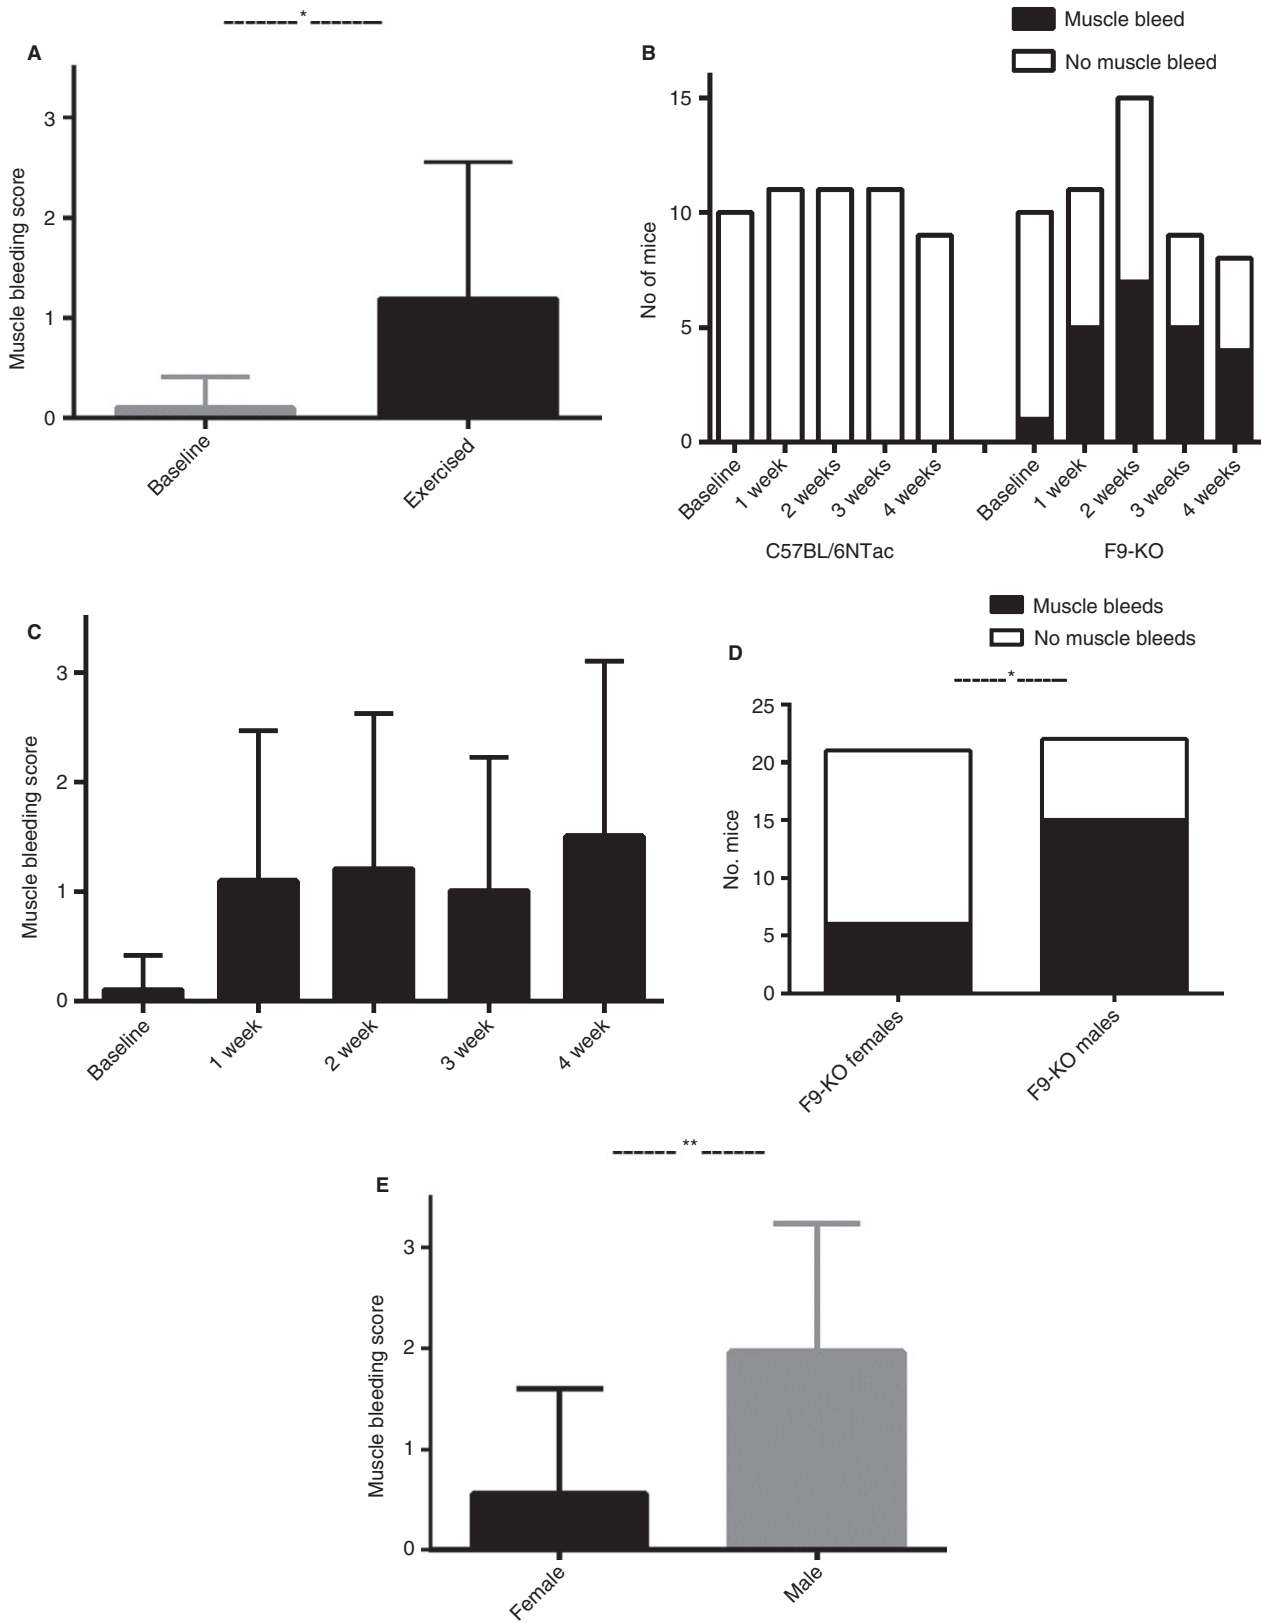 *
A
Muscle bleeding score
3
2
1
0
Baseline
Exercised
Muscle bleed
No muscle bleed
B
No of mice
15
10
5
0
Baseline
1 week
2 weeks
3 weeks
4 weeks
Baseline
1 week
2 weeks
3 weeks
4 weeks
C57BL/6NTac
F9-KO
C
Muscle bleeding score
3
2
1
0
Baseline
1 week
2 week
3 week
4 week
Muscle bleeds
No muscle bleeds
D
*
No. mice
25
20
15
10
5
0
F9-KO females
F9-KO males
**
E
Muscle bleeding score
3
2
1
0
Female
Male